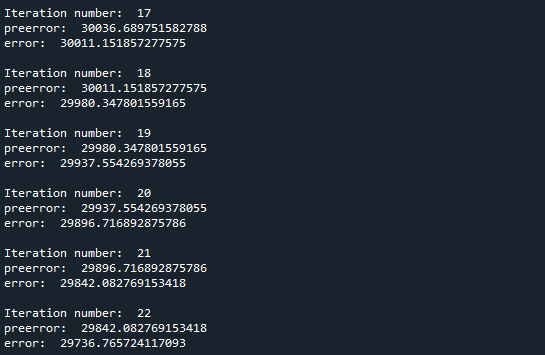 Iteration number:  17
preerror:  30036.689751582788
error:  30011.151857277575
Iteration number:  18
preerror:  30011.151857277575
error:  29980.347801559165
Iteration number:  19
preerror:  29980.347801559165
error:  29937.554269378055
Iteration number:  20
preerror:  29937.554269378055
error:  29896.716892875786
Iteration number:  21
preerror:  29896.716892875786
error:  29842.082769153418
Iteration number:  22
preerror:  29842.082769153418
error:  29736.765724117093